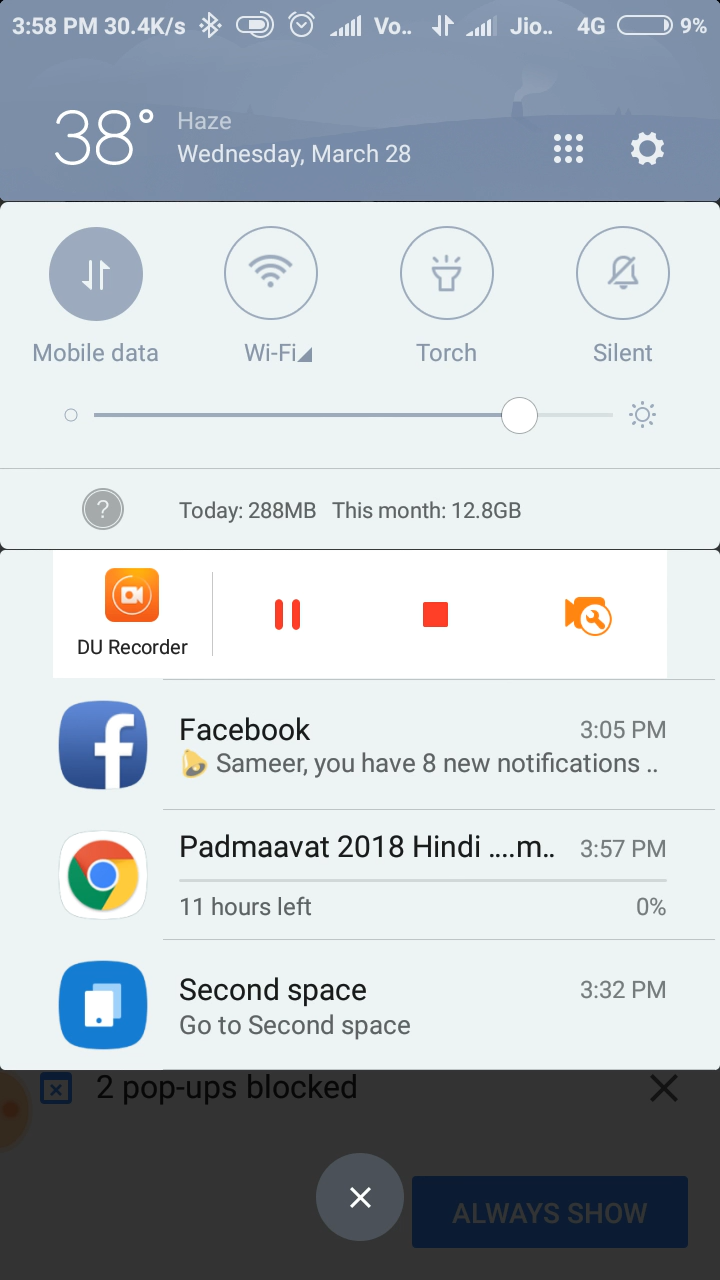 3:58 PM 30.4K/s Vo.. Jio.. 4G 9%
38° Haze
Wednesday, March 28
Mobile data Wi-Fi Torch Silent
? Today: 288MB This month: 12.8GB
DU Recorder
Facebook 3:05 PM
Sameer, you have 8 new notifications ..
Padmaavat 2018 Hindi ....m.. 3:57 PM
11 hours left 0%
Second space 3:32 PM
Go to Second space
2 pop-ups blocked
ALWAYS SHOW